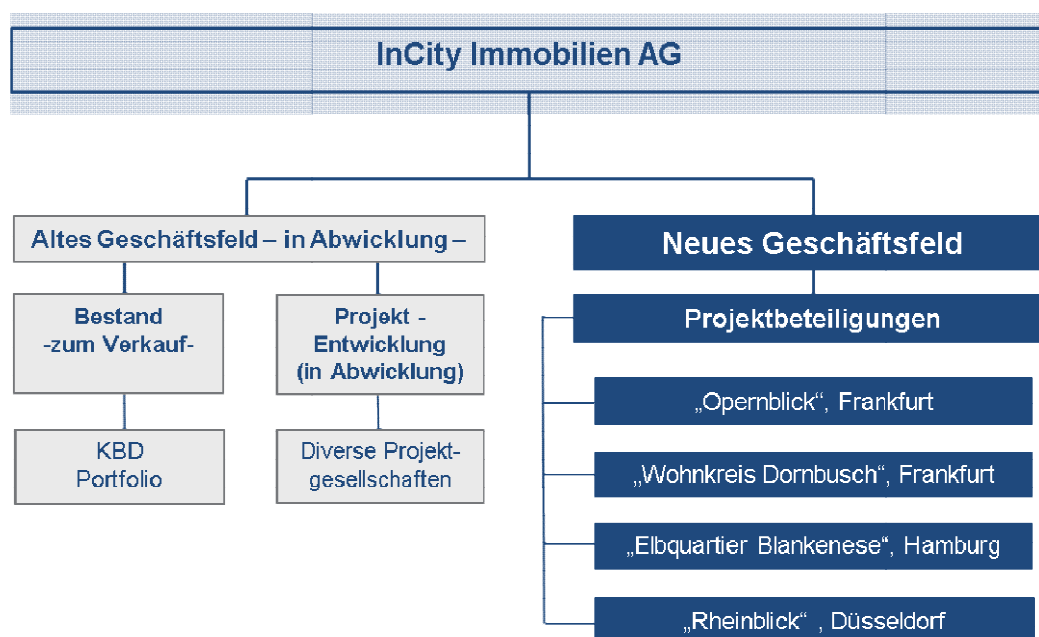 InCity Immobilien AG
Altes Geschäftsfeld – in Abwicklung –
Bestand
-zum Verkauf-
KBD
Portfolio
Projekt -
Entwicklung
(in Abwicklung)
Diverse Projekt-
gesellschaften
Neues Geschäftsfeld
Projektbeteiligungen
„Opernblick“, Frankfurt
„Wohnkreis Dornbusch“, Frankfurt
„Elbquartier Blankenese“, Hamburg
„Rheinblick“ , Düsseldorf